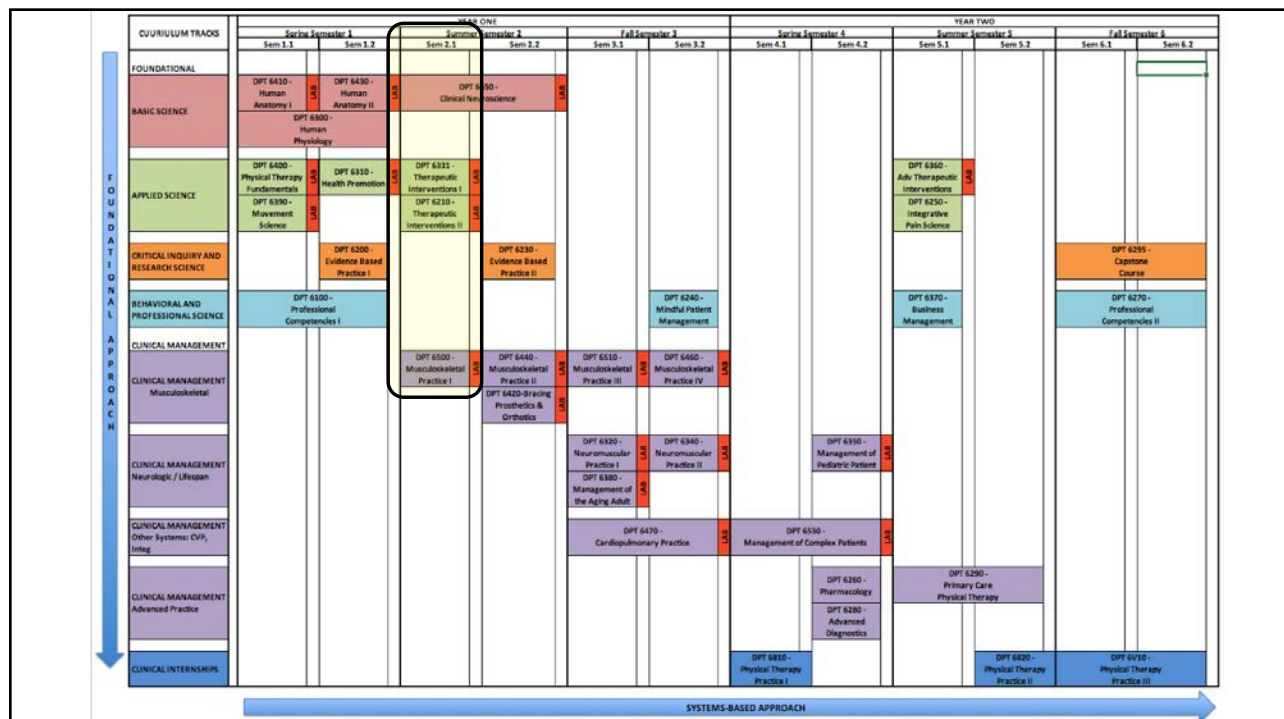 YEAR ONE YEAR TWO
CUURIULUM TRACKS Spring Semester 1 Summer Semester 2 Fall Semester 3 Spring Semester 4 Summer Semester 5 Fall Semester 6
Sem 1.1 Sem 1.2 Sem 2.1 Sem 2.2 Sem 3.1 Sem 3.2 Sem 4.1 Sem 4.2 Sem 5.1 Sem 5.2 Sem 6.1 Sem 6.2
FOUNDATIONAL APPROACH
FOUNDATIONAL
BASIC SCIENCE
DPT 6410 -
Human
Anatomy I
LAB
DPT 6430 -
Human
Anatomy II
LAB
DPT 6450 -
Clinical Neuroscience
LAB
DPT 6300 -
Human
Physiology
APPLIED SCIENCE
DPT 6400 -
Physical Therapy
Fundamentals
LAB
DPT 6310 -
Health Promotion
LAB
DPT 6331 -
Therapeutic
Interventions I
LAB
DPT 6360 -
Adv Therapeutic
Interventions
LAB
DPT 6390 -
Movement
Science
LAB
DPT 6210 -
Therapeutic
Interventions II
LAB
DPT 6250 -
Integrative
Pain Science
CRITICAL INQUIRY AND
RESEARCH SCIENCE
DPT 6200 -
Evidence Based
Practice I
DPT 6230 -
Evidence Based
Practice II
DPT 6295 -
Capstone
Course
BEHAVIORAL AND
PROFESSIONAL SCIENCE
DPT 6100 -
Professional
Competencies I
DPT 6240 -
Mindful Patient
Management
DPT 6370 -
Business
Management
DPT 6270 -
Professional
Competencies II
CLINICAL MANAGEMENT
CLINICAL MANAGEMENT
Musculoskeletal
DPT 6500 -
Musculoskeletal
Practice I
LAB
DPT 6440 -
Musculoskeletal
Practice II
LAB
DPT 6510 -
Musculoskeletal
Practice III
LAB
DPT 6460 -
Musculoskeletal
Practice IV
LAB
DPT 6420-Bracing
Prosthetics &
Orthotics
LAB
CLINICAL MANAGEMENT
Neurologic / Lifespan
DPT 6320 -
Neuromuscular
Practice I
LAB
DPT 6340 -
Neuromuscular
Practice II
LAB
DPT 6350 -
Management of
Pediatric Patient
LAB
DPT 6380 -
Management of
the Aging Adult
LAB
CLINICAL MANAGEMENT
Other Systems: CVP,
Integ
DPT 6470 -
Cardiopulmonary Practice
LAB
DPT 6530 -
Management of Complex Patients
LAB
CLINICAL MANAGEMENT
Advanced Practice
DPT 6260 -
Pharmacology
DPT 6290 -
Primary Care
Physical Therapy
DPT 6280 -
Advanced
Diagnostics
CLINICAL INTERNSHIPS
DPT 6810 -
Physical Therapy
Practice I
DPT 6820 -
Physical Therapy
Practice II
DPT 6V10 -
Physical Therapy
Practice III
SYSTEMS-BASED APPROACH